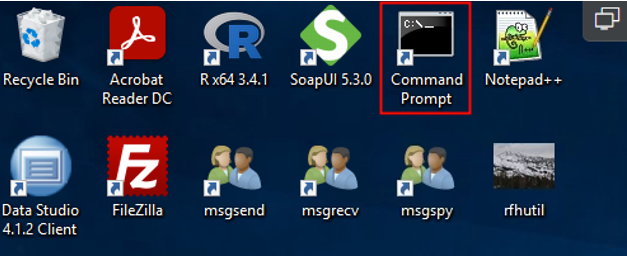 C:\._
Recycle Bin
Acrobat
Reader DC
R x64 3.4.1
SoapUI 5.3.0
Command
Prompt
Notepad++
Data Studio
4.1.2 Client
FileZilla
msgsend
msgrecv
msgspy
rfhutil